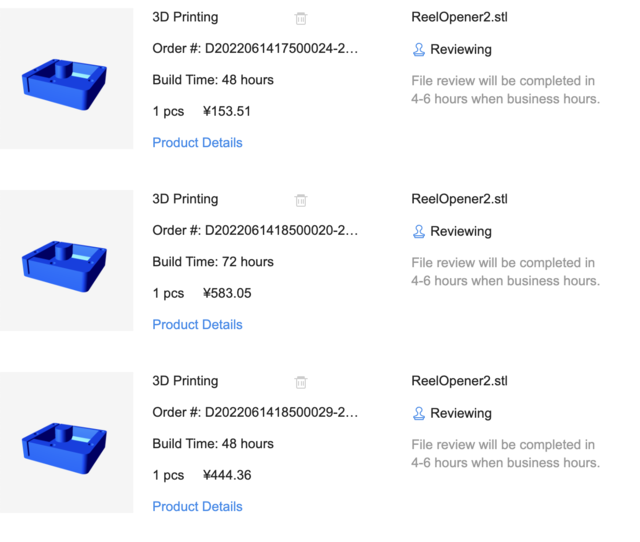 3D Printing
ReelOpener2.stl
Order #: D2022061417500024-2…
Reviewing
Build Time: 48 hours
File review will be completed in
4-6 hours when business hours.
1 pcs ¥153.51
Product Details
3D Printing
ReelOpener2.stl
Order #: D2022061418500020-2…
Reviewing
Build Time: 72 hours
File review will be completed in
4-6 hours when business hours.
1 pcs ¥583.05
Product Details
3D Printing
ReelOpener2.stl
Order #: D2022061418500029-2…
Reviewing
Build Time: 48 hours
File review will be completed in
4-6 hours when business hours.
1 pcs ¥444.36
Product Details